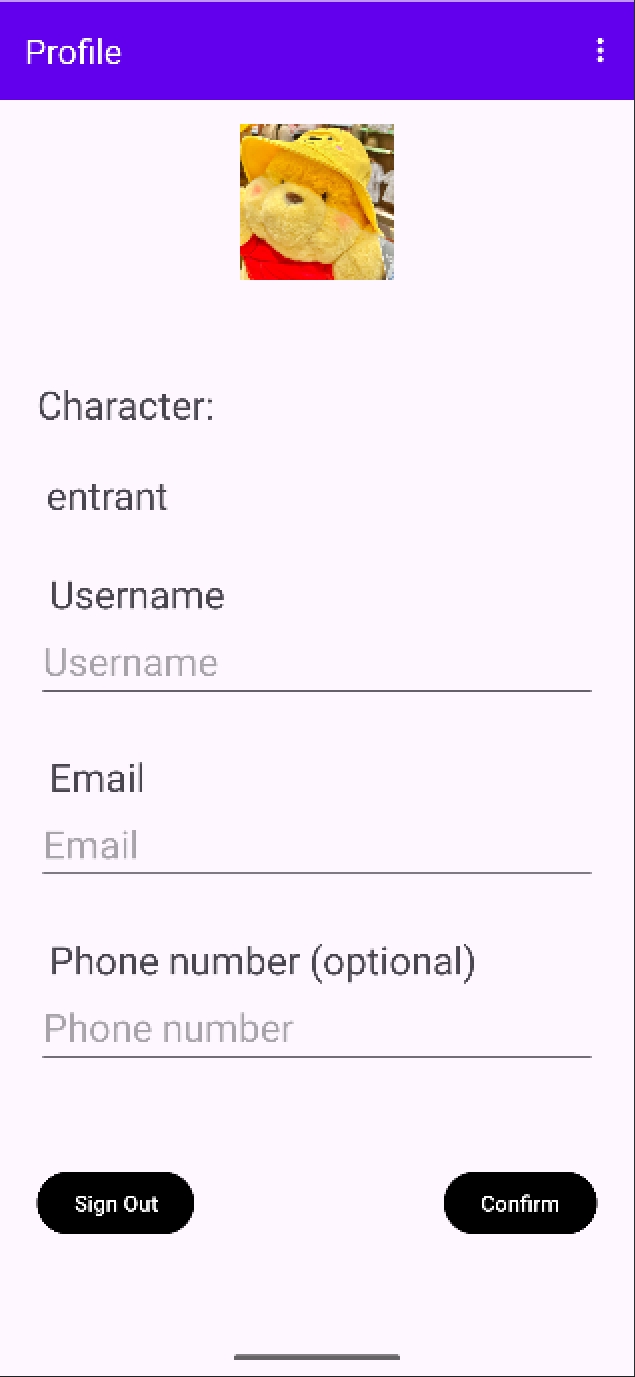 Profile
Character:
entrant
Username
Username
Email
Email
Phone number (optional)
Phone number
Sign Out
Confirm